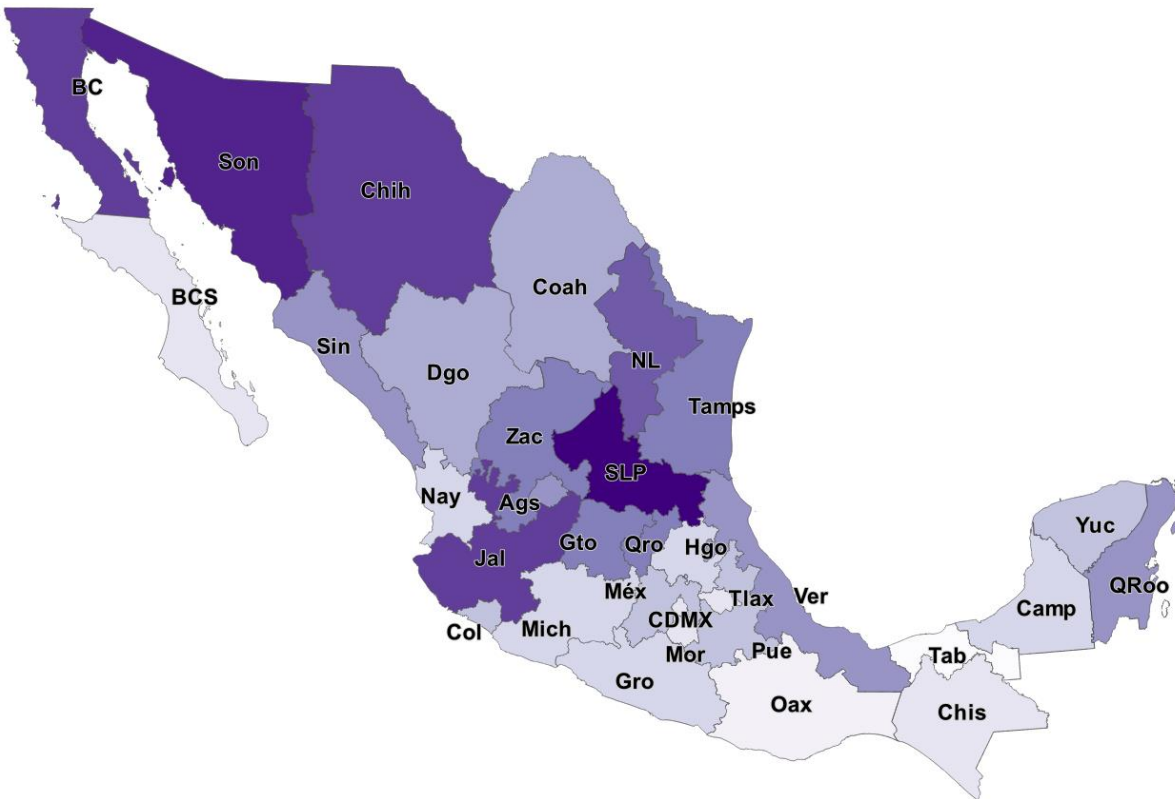 BC
Son
Chih
BCS
Coah
Sin
Dgo
NL
Tamps
Zac
SLP
Nay
Ags
Yuc
Jal
Gto
Qro
Hgo
QRoo
Méx
Tlax
Ver
Camp
Col
Mich
CDMX
Mor
Pue
Tab
Gro
Oax
Chis